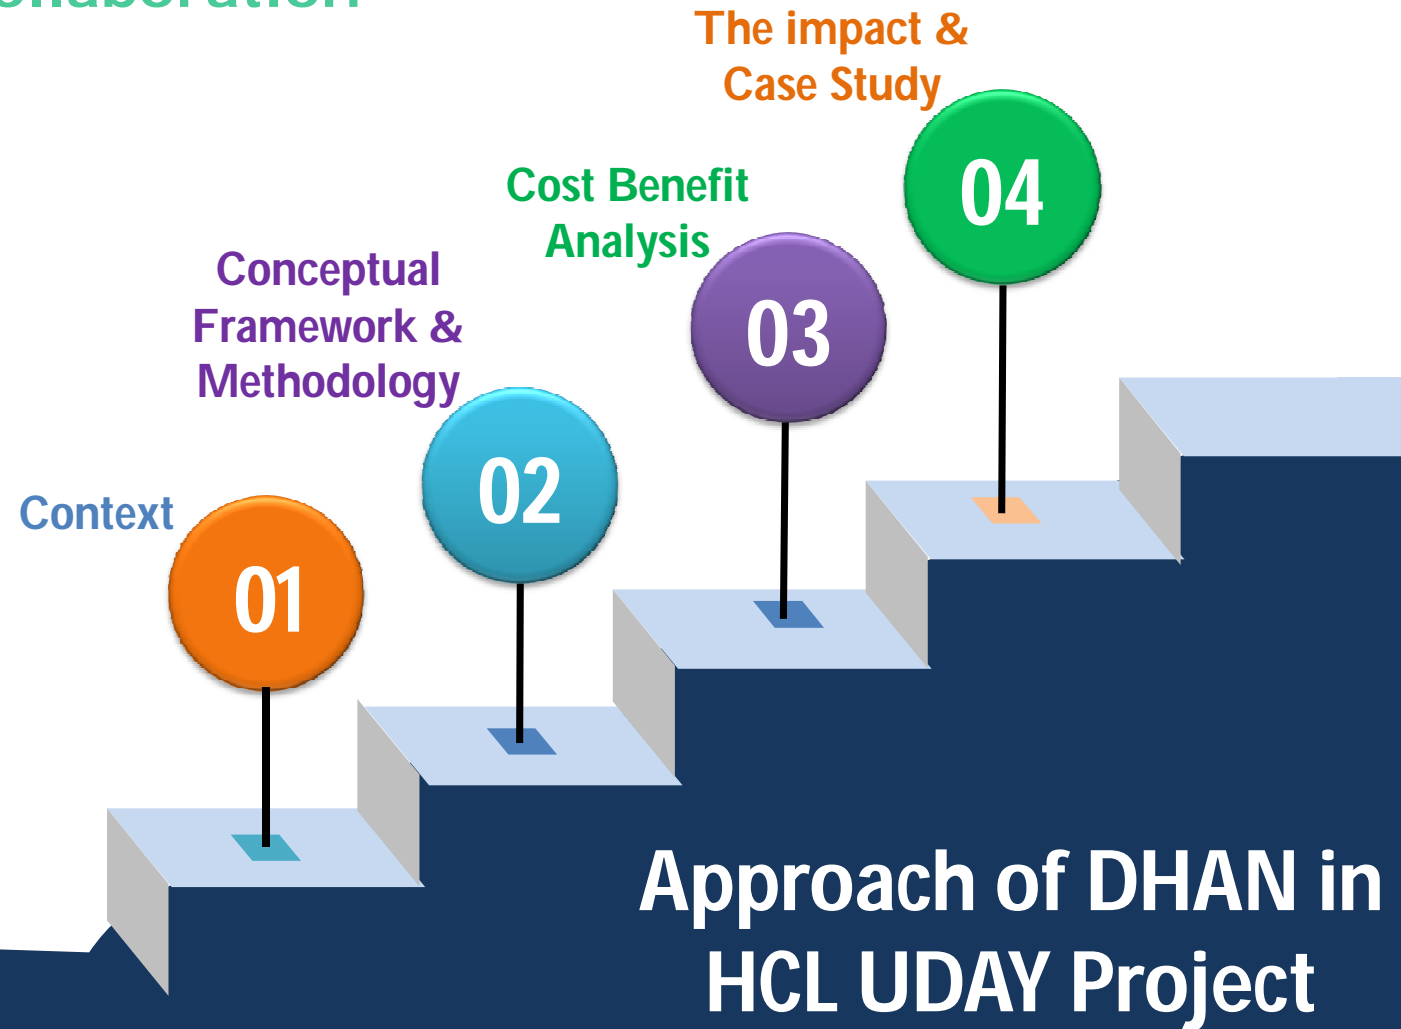 The impact &
Case Study
04
Cost Benefit
Analysis
03
Conceptual
Framework &
Methodology
02
Context
01
Approach of DHAN in
HCL UDAY Project